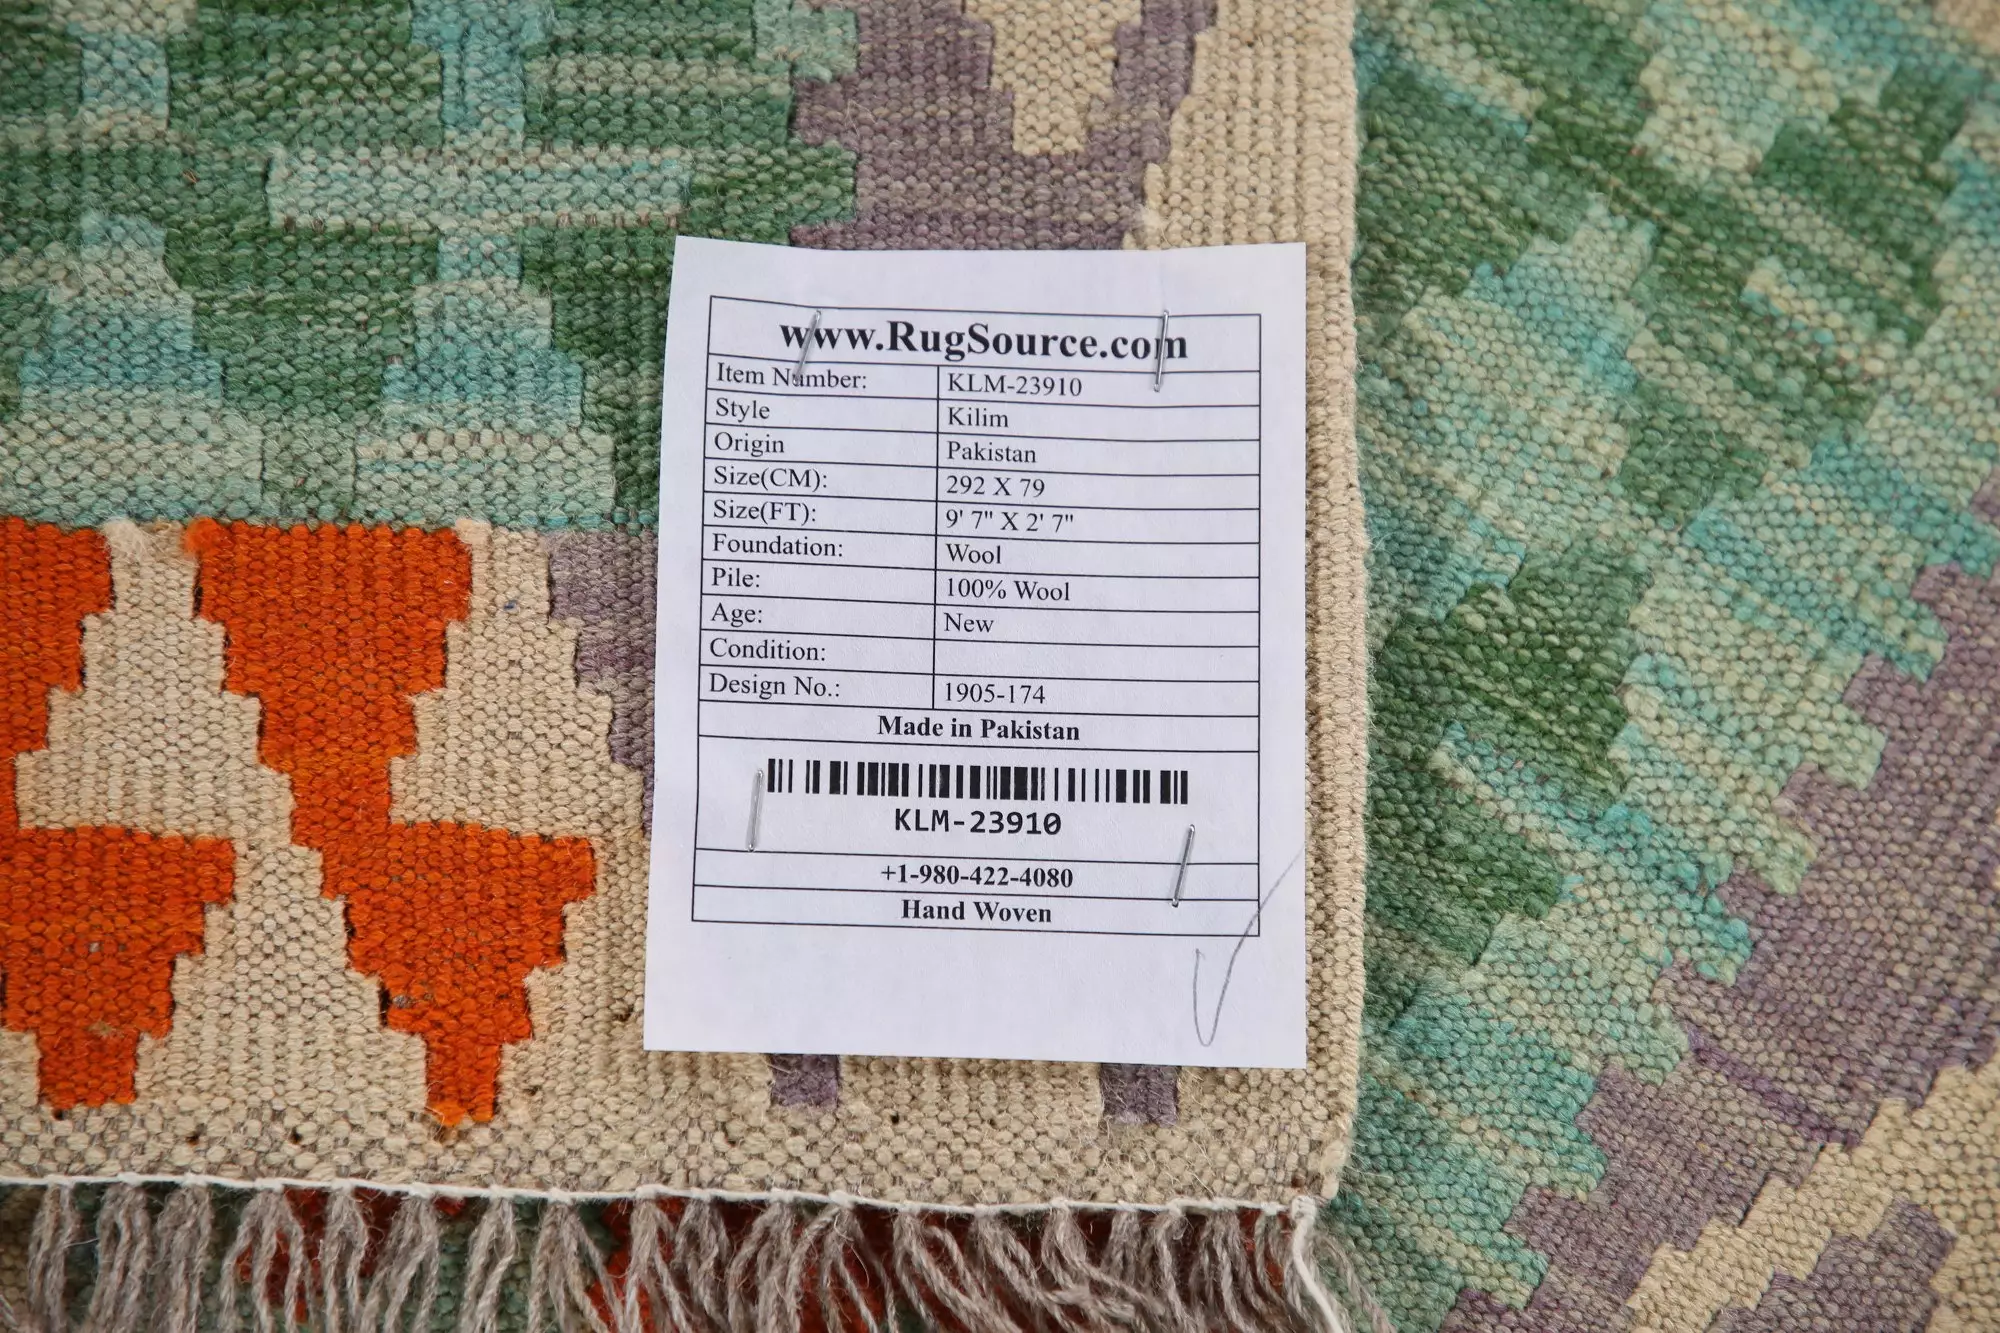 www.RugSource.com
Item Number: KLM-23910
Style Kilim
Origin Pakistan
Size(CM): 292 X 79
Size(FT): 9' 7" X 2' 7"
Foundation: Wool
Pile: 100% Wool
Age: New
Condition:
Design No.: 1905-174
Made in Pakistan
KLM-23910
+1-980-422-4080
Hand Woven